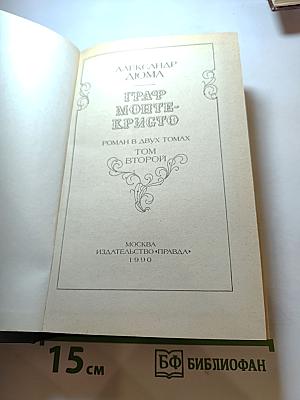 АЛЕКСАНДР
ДЮМА
ГРАФ
МОНТЕ-
КРИСТО
РОМАН В ДВУХ ТОМАХ
ТОМ
ВТОРОЙ
МОСКВА
ИЗДАТЕЛЬСТВО «ПРАВДА»
1990
15 см
БФ БИБЛИОФАН